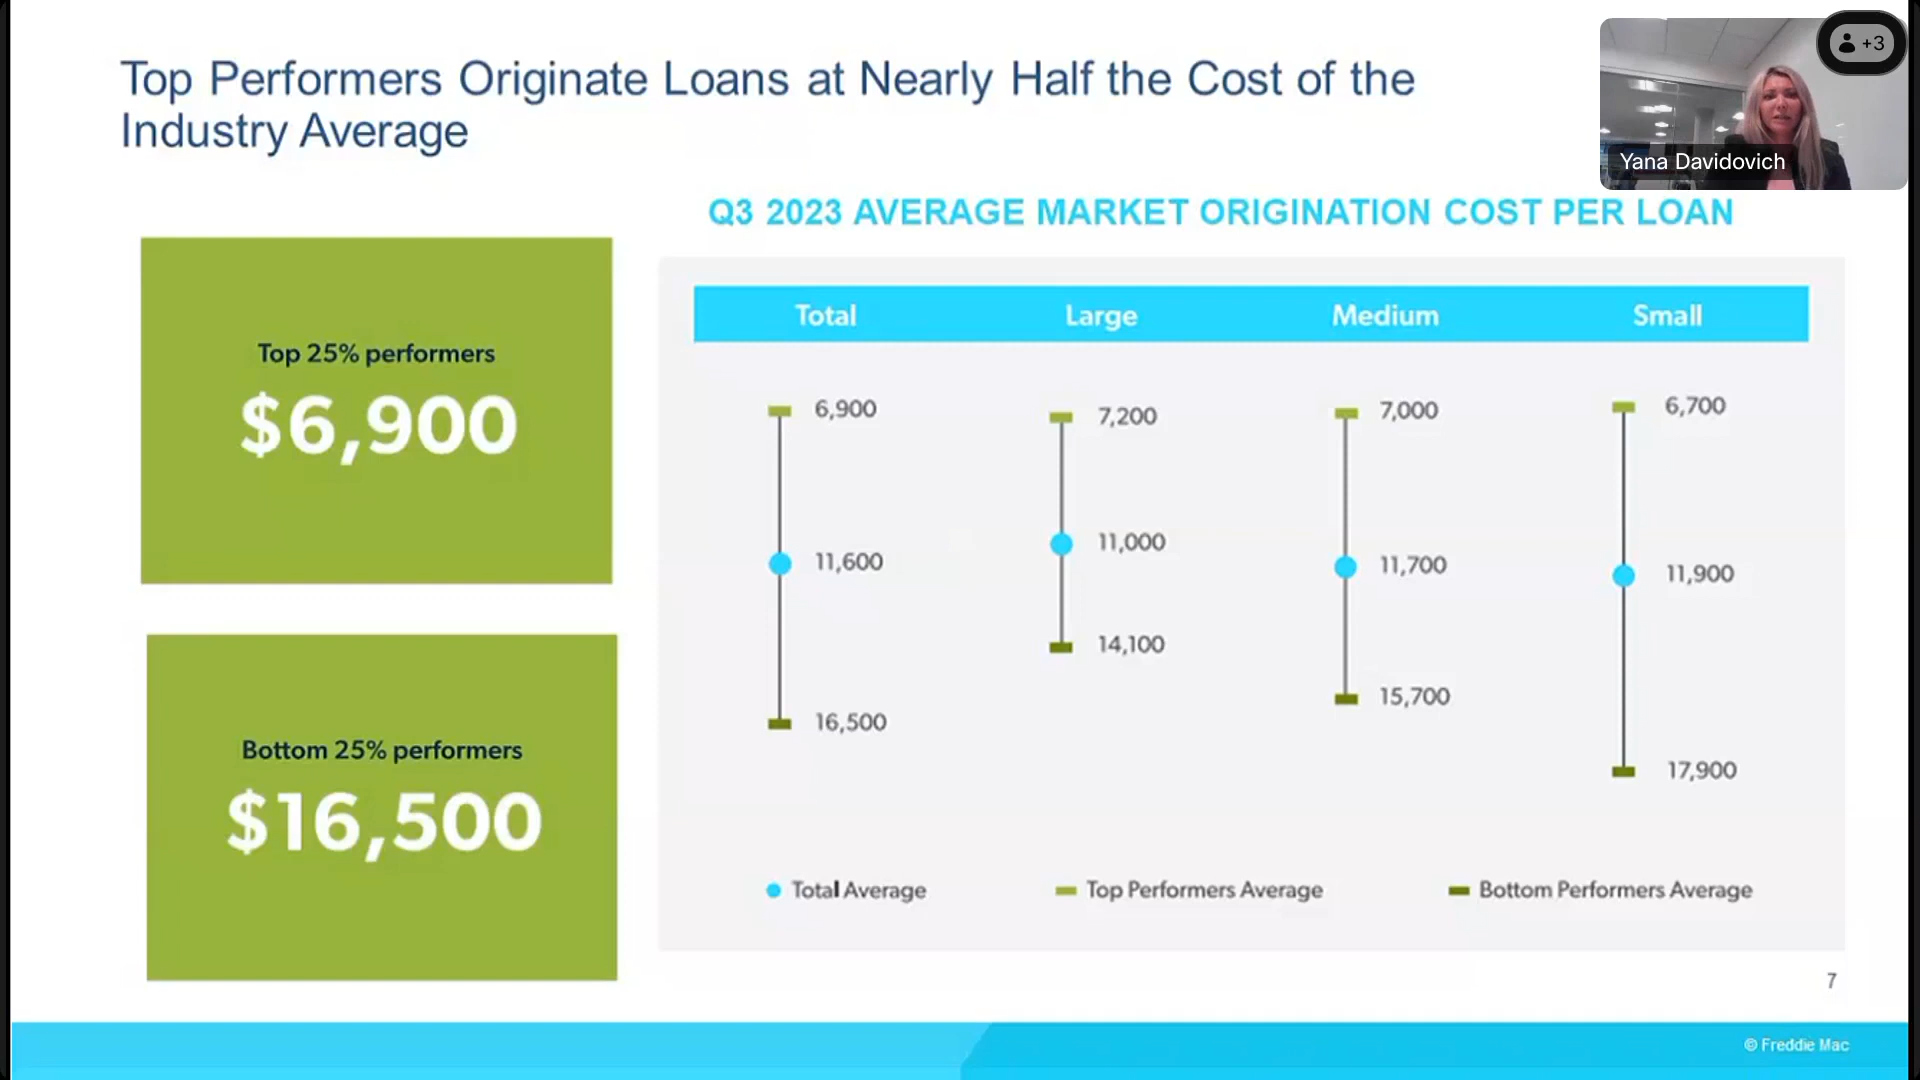 Top Performers Originate Loans at Nearly Half the Cost of the
Industry Average
+3
Yana Davidovich
Q3 2023 AVERAGE MARKET ORIGINATION COST PER LOAN
Top 25% performers
$6,900
Bottom 25% performers
$16,500
Total Large Medium Small
6,900 7,200 7,000 6,700
11,600 11,000 11,700 11,900
16,500 14,100 15,700 17,900
Total Average Top Performers Average Bottom Performers Average
7
© Freddie Mac